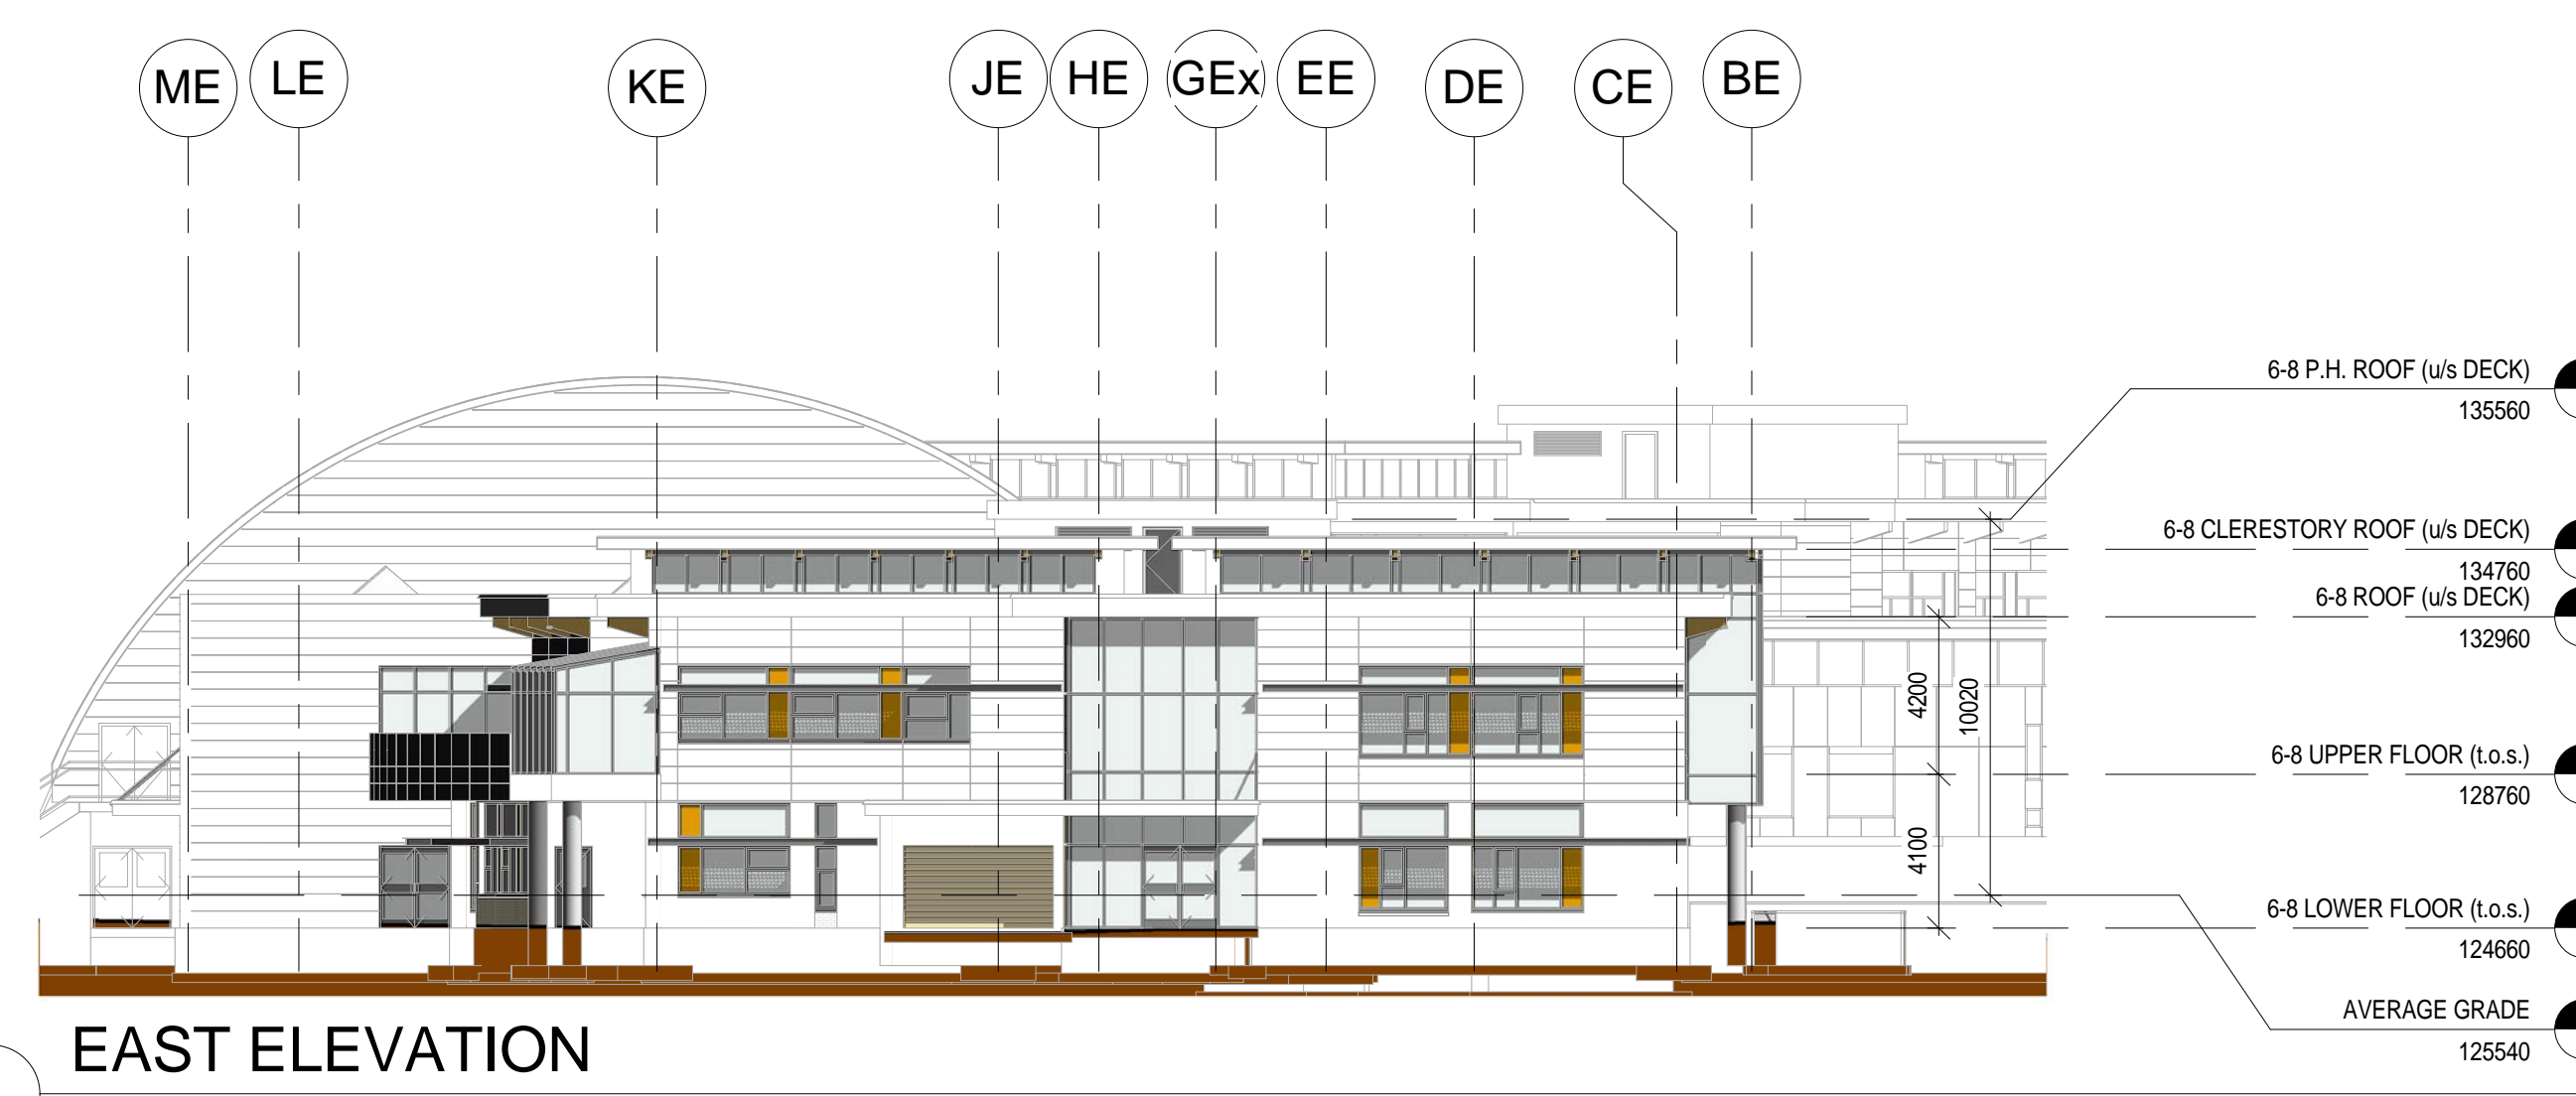 ME LE KE JE HE GEx EE DE CE BE
6-8 P.H. ROOF (u/s DECK)
135560
6-8 CLERESTORY ROOF (u/s DECK)
134760
6-8 ROOF (u/s DECK)
132960
4200
10020
6-8 UPPER FLOOR (t.o.s.)
128760
4100
6-8 LOWER FLOOR (t.o.s.)
124660
AVERAGE GRADE
125540
EAST ELEVATION